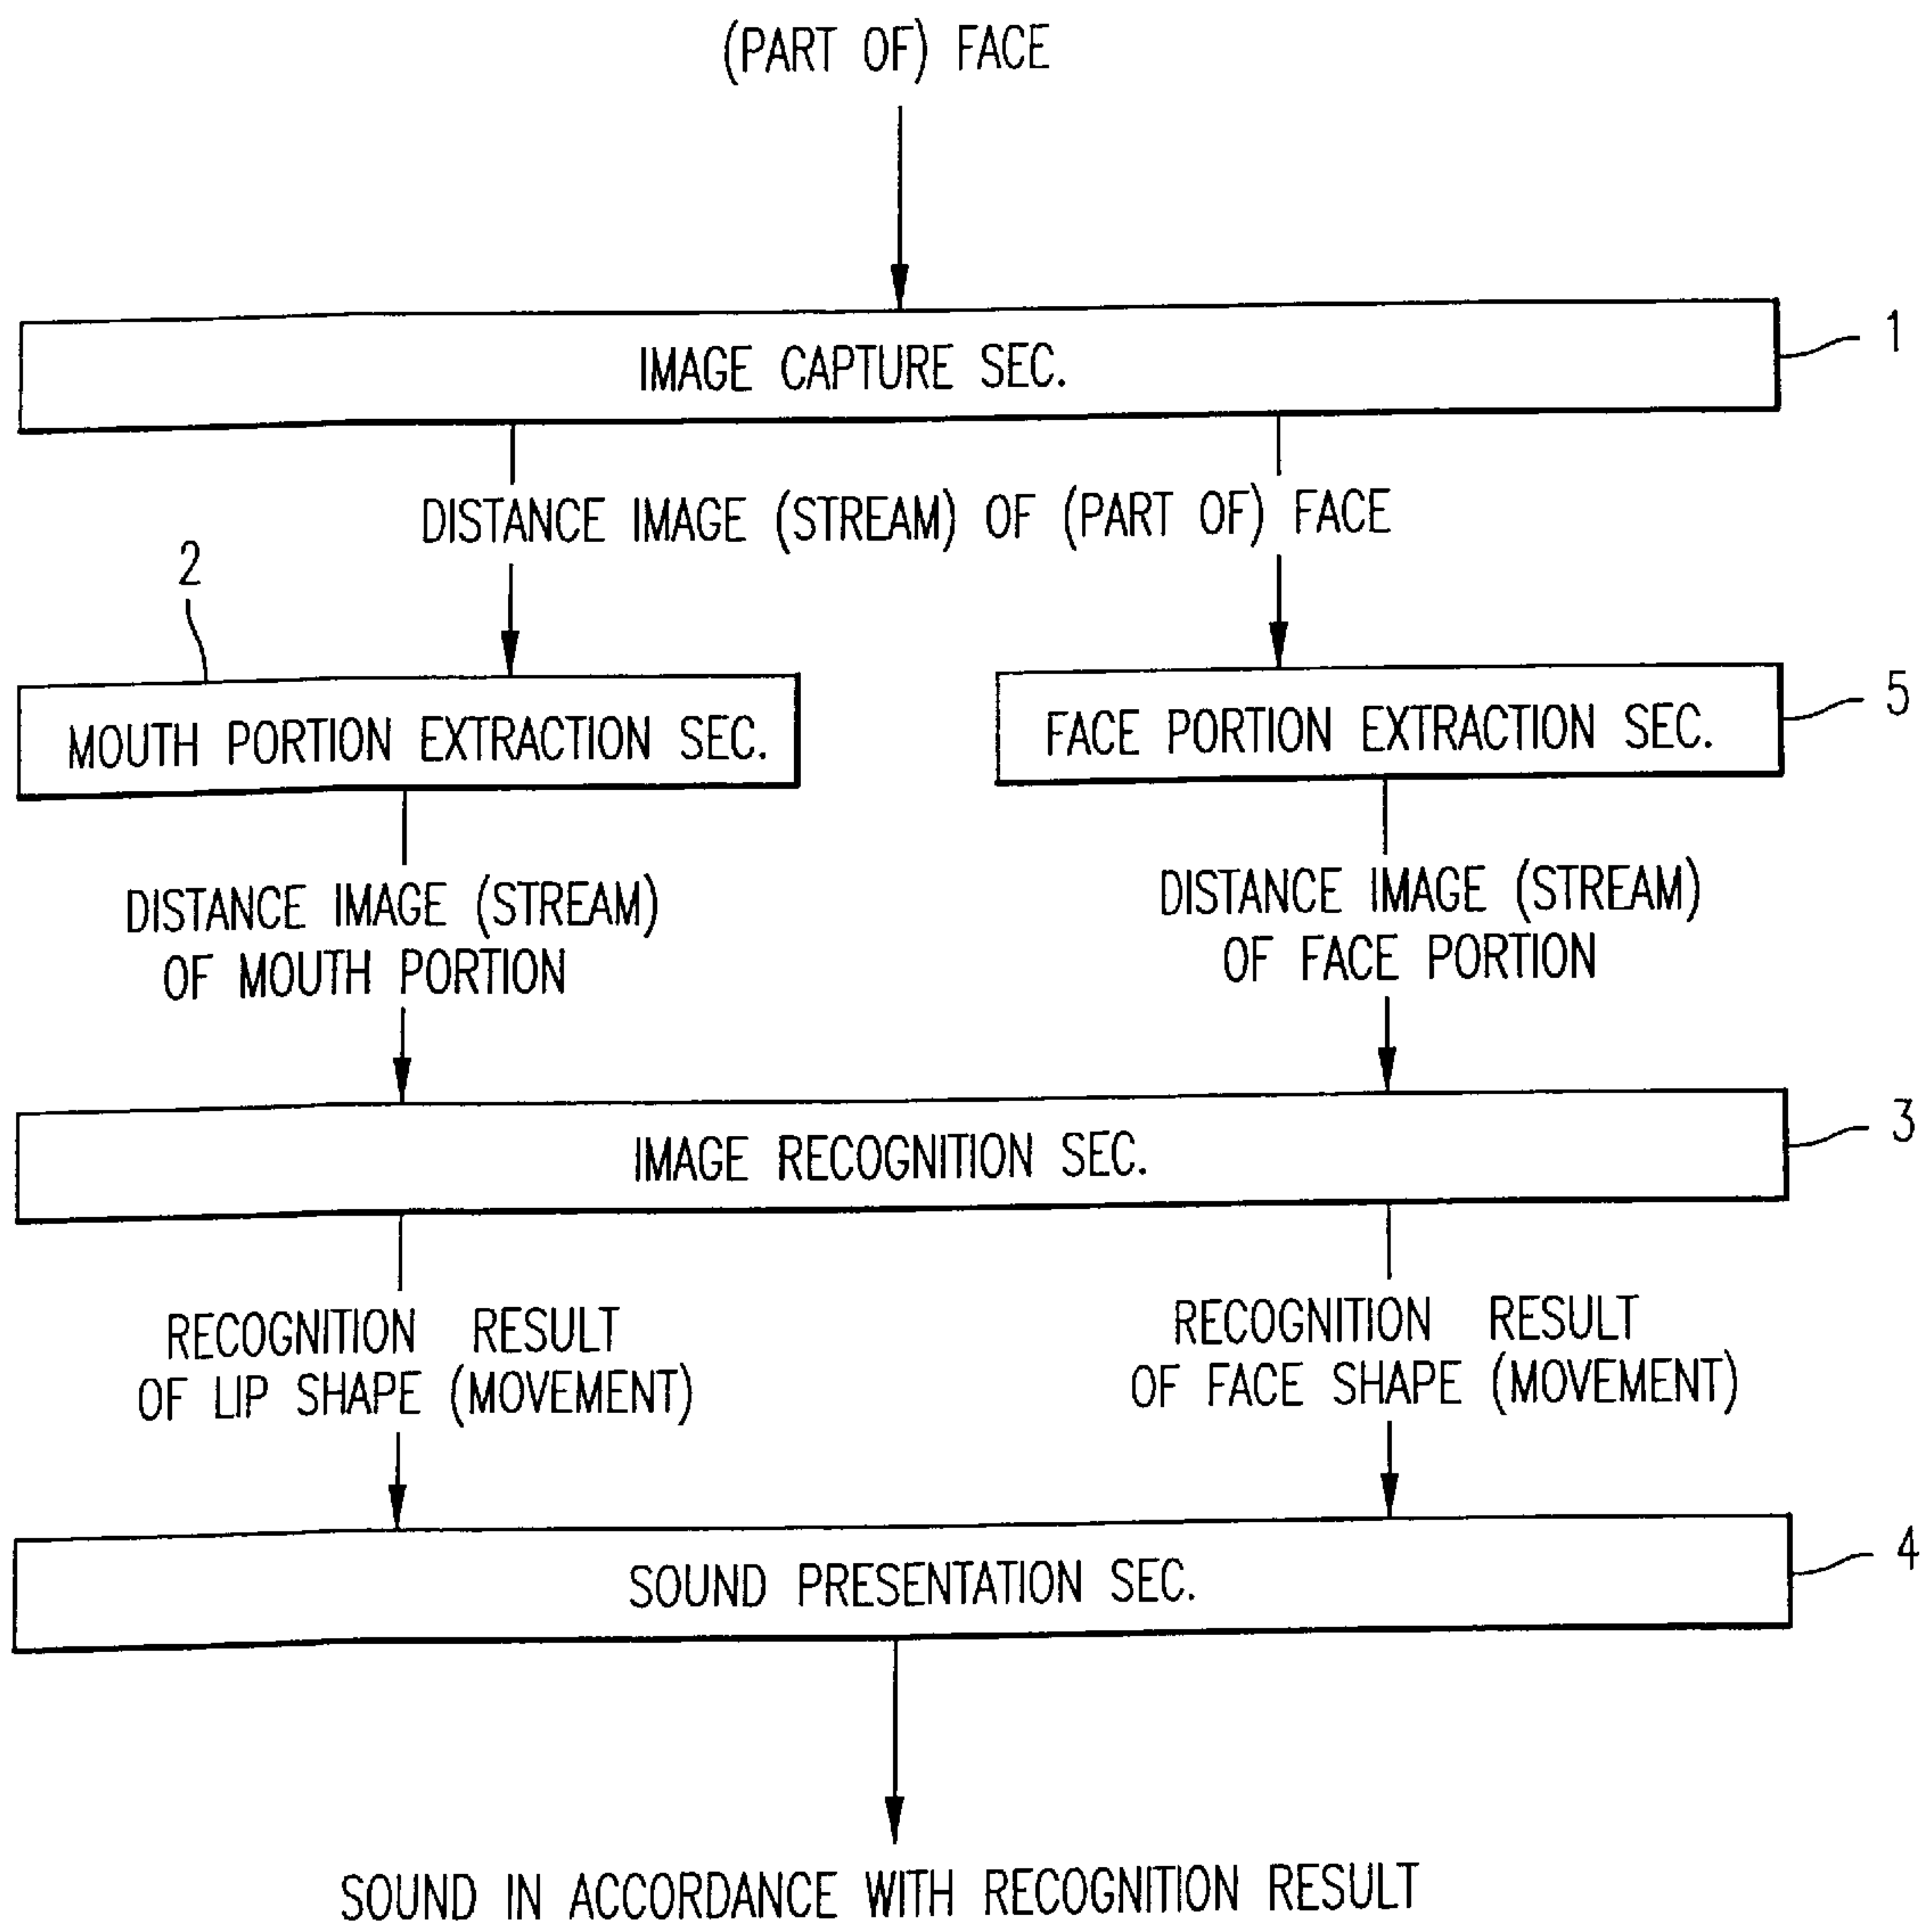 (PART OF) FACE
IMAGE CAPTURE SEC.
1
DISTANCE IMAGE (STREAM) OF (PART OF) FACE
2
MOUTH PORTION EXTRACTION SEC.
FACE PORTION EXTRACTION SEC.
5
DISTANCE IMAGE (STREAM)
OF MOUTH PORTION
DISTANCE IMAGE (STREAM)
OF FACE PORTION
IMAGE RECOGNITION SEC.
3
RECOGNITION RESULT
OF LIP SHAPE (MOVEMENT)
RECOGNITION RESULT
OF FACE SHAPE (MOVEMENT)
SOUND PRESENTATION SEC.
4
SOUND IN ACCORDANCE WITH RECOGNITION RESULT